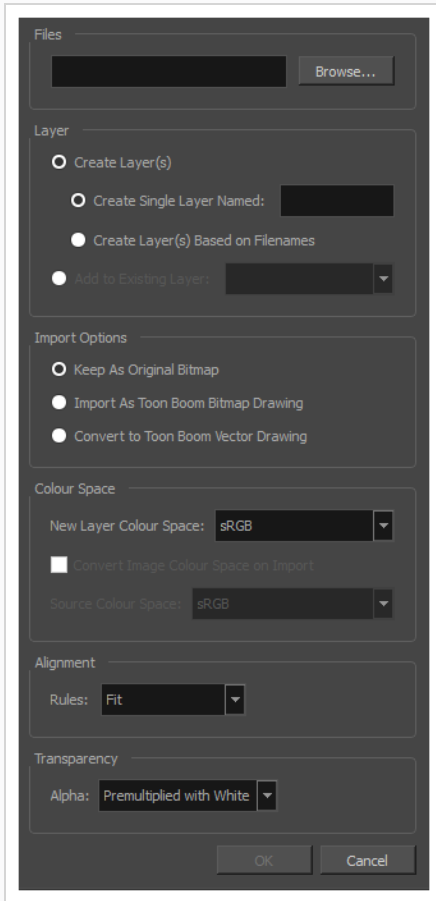 Files
Browse...
Layer
Create Layer(s)
Create Single Layer Named:
Create Layer(s) Based on Filenames
Add to Existing Layer:
Import Options
Keep As Original Bitmap
Import As Toon Boom Bitmap Drawing
Convert to Toon Boom Vector Drawing
Colour Space
New Layer Colour Space: sRGB
Convert Image Colour Space on Import
Source Colour Space: sRGB
Alignment
Rules: Fit
Transparency
Alpha: Premultiplied with White
OK Cancel